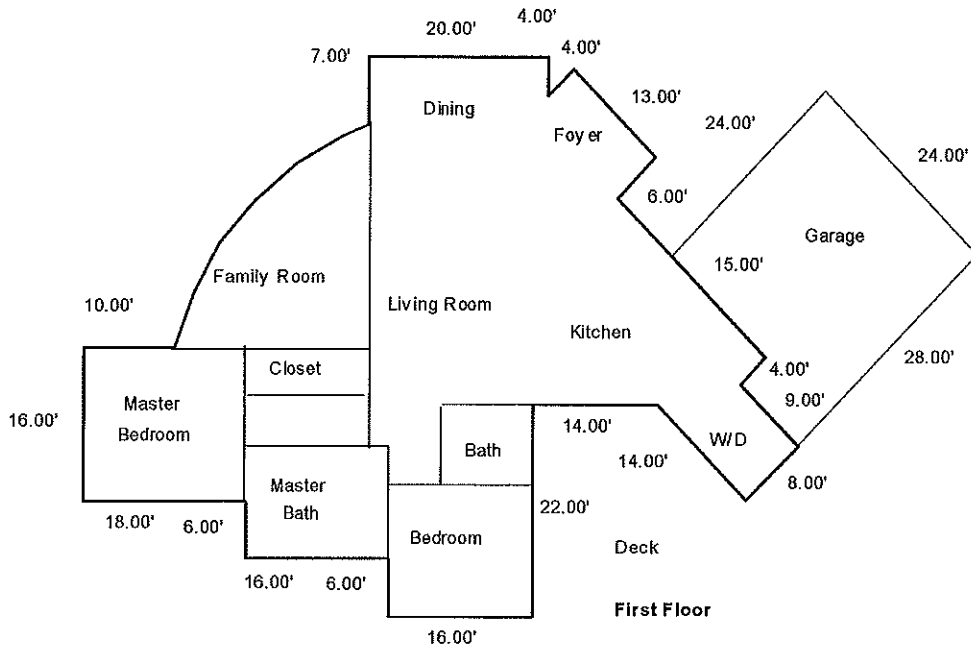 4.00'
20.00'
4.00'
7.00'
13.00'
Dining
24.00'
Foyer
24.00'
6.00'
Garage
15.00'
Family Room
10.00'
Living Room
Kitchen
28.00'
Closet
4.00'
16.00'
Master
Bedroom
9.00'
14.00'
W/D
Bath
14.00'
8.00'
Master
Bath
22.00'
18.00'
6.00'
Bedroom
Deck
16.00'
6.00'
First Floor
16.00'